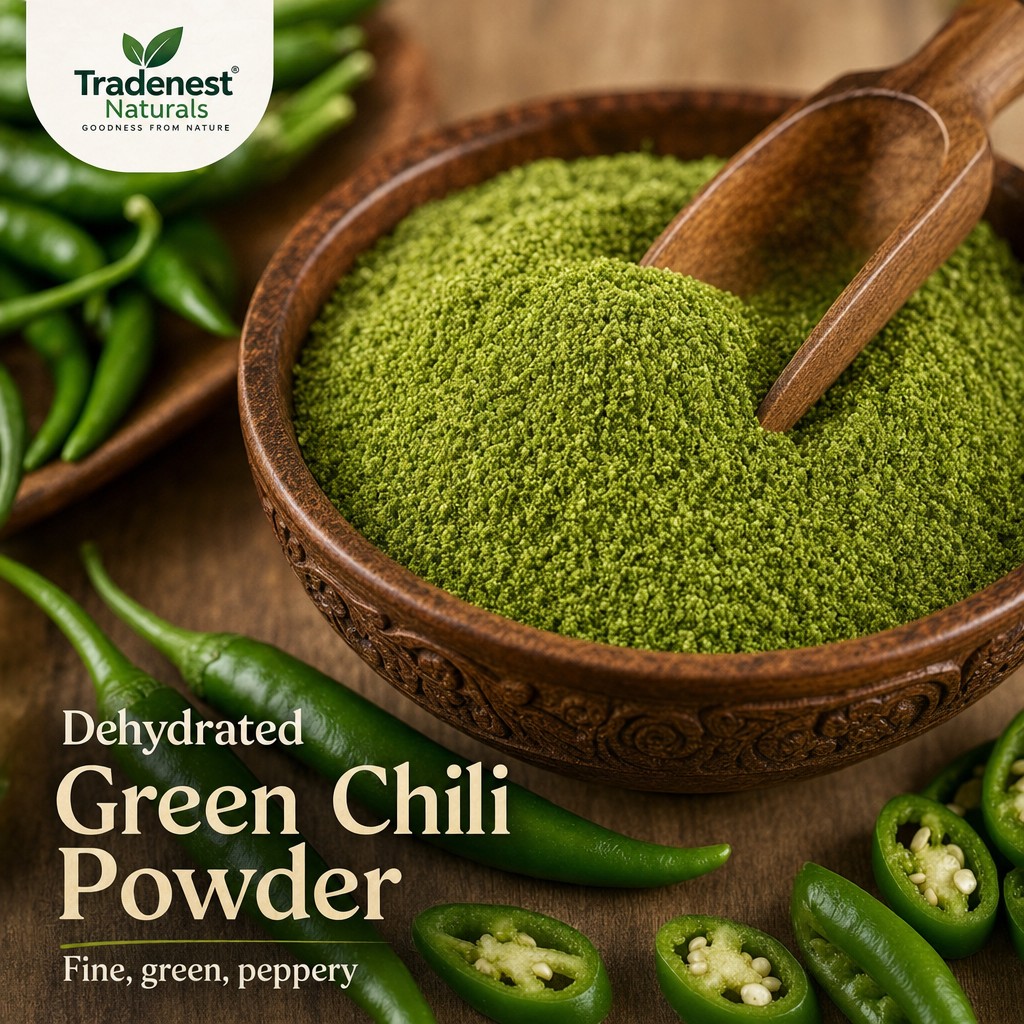 Tradenest®
Naturals
GOODNESS FROM NATURE
Dehydrated
Green Chili
Powder
Fine, green, peppery